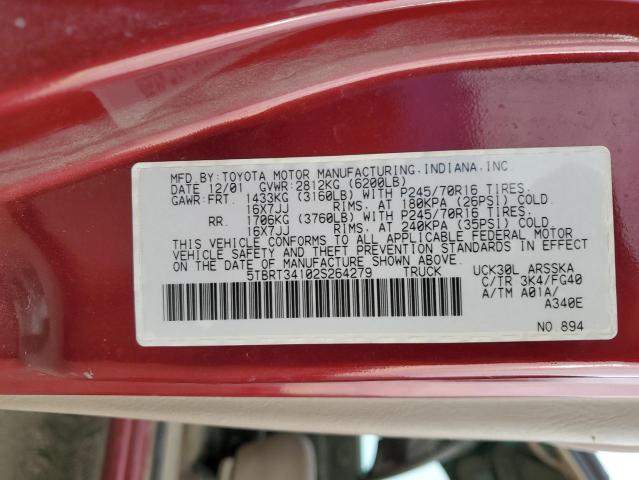 MFD.BY:TOYOTA MOTOR MANUFACTURING,INDIANA,INC.
DATE 12/01 GVWR:2812KG (6200LB)
GAWR:FRT. 1433KG (3160LB) WITH P245/70R16 TIRES,
16X7JJ RIMS, AT 180KPA (26PSI) COLD.
RR. 1706KG (3760LB) WITH P245/70R16 TIRES,
16X7JJ RIMS, AT 240KPA (35PSI) COLD.
THIS VEHICLE CONFORMS TO ALL APPLICABLE FEDERAL MOTOR
VEHICLE SAFETY AND THEFT PREVENTION STANDARDS IN EFFECT
ON THE DATE OF MANUFACTURE SHOWN ABOVE.
5TBRT34102S264279 TRUCK UCK30L ARSSKA
C/TR 3K4/FG40
A/TM A01A/
A340E
NO.894